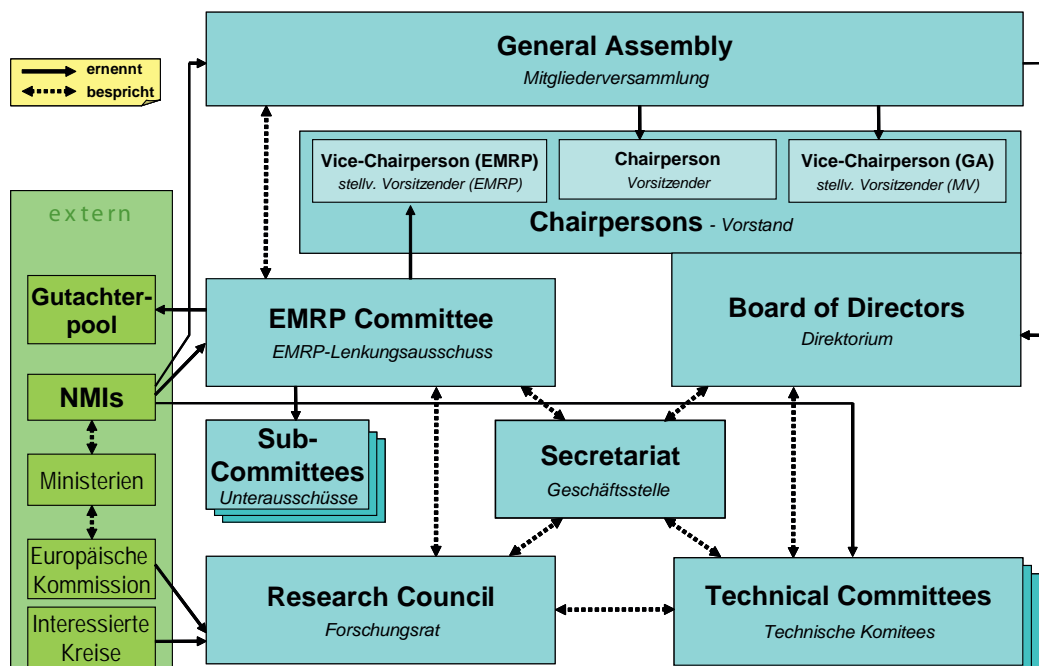 General Assembly
Mitgliederversammlung
ernennt
bespricht
Vice-Chairperson (EMRP)
stellv. Vorsitzender (EMRP)
Chairperson
Vorsitzender
Vice-Chairperson (GA)
stellv. Vorsitzender (MV)
Chairpersons - Vorstand
extern
Gutachter-
pool
NMIs
Ministerien
Europäische
Kommission
Interessierte
Kreise
EMRP Committee
EMRP-Lenkungsausschuss
Board of Directors
Direktorium
Sub-
Committees
Unterausschüsse
Secretariat
Geschäftsstelle
Research Council
Forschungsrat
Technical Committees
Technische Komitees